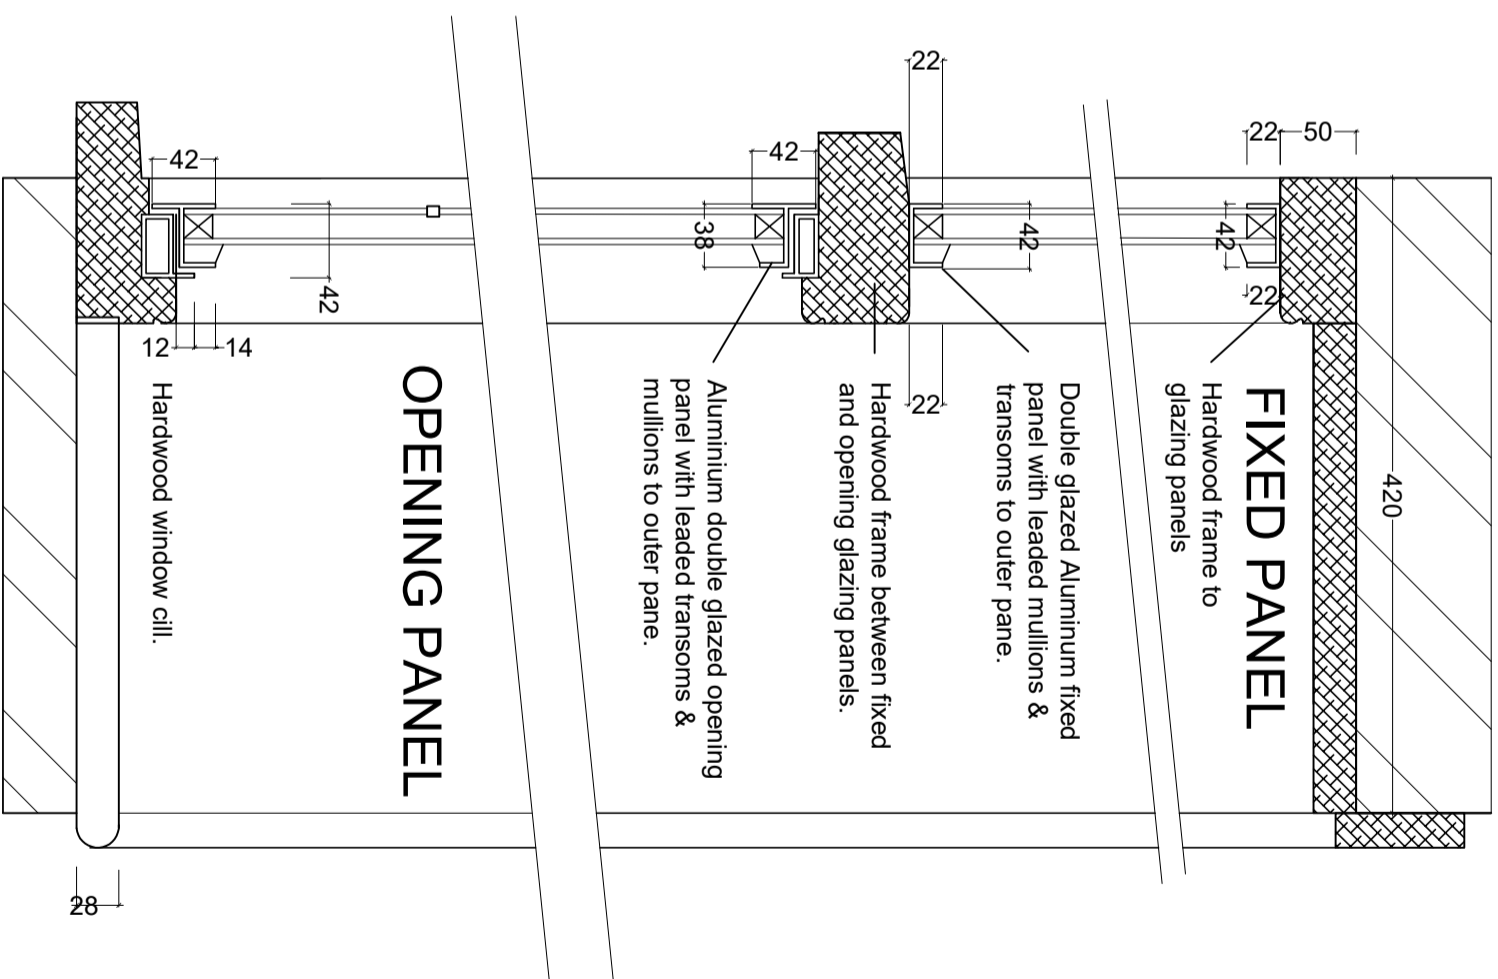 FIXED PANEL
Hardwood frame to
glazing panels
Double glazed Aluminum fixed
panel with leaded mullions &
transoms to outer pane.
Hardwood frame between fixed
and opening glazing panels.
Aluminium double glazed opening
panel with leaded transoms &
mullions to outer pane.
OPENING PANEL
Hardwood window cill.
50
22
420
42
22
22
42
22
42
38
42
42
12
14
28